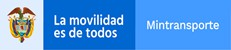 La movilidad
es de todos
Mintransporte